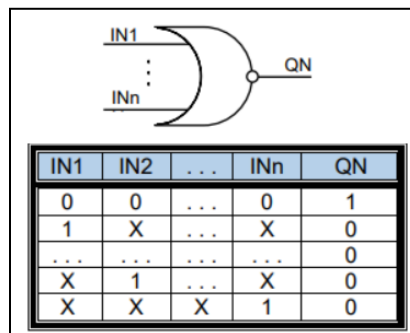 IN1
QN
⋮
INn
IN1 IN2 . . . INn QN
0 0 . . . 0 1
1 X . . . X 0
. . . . . . . . . . . . 0
X 1 . . . X 0
X X X 1 0